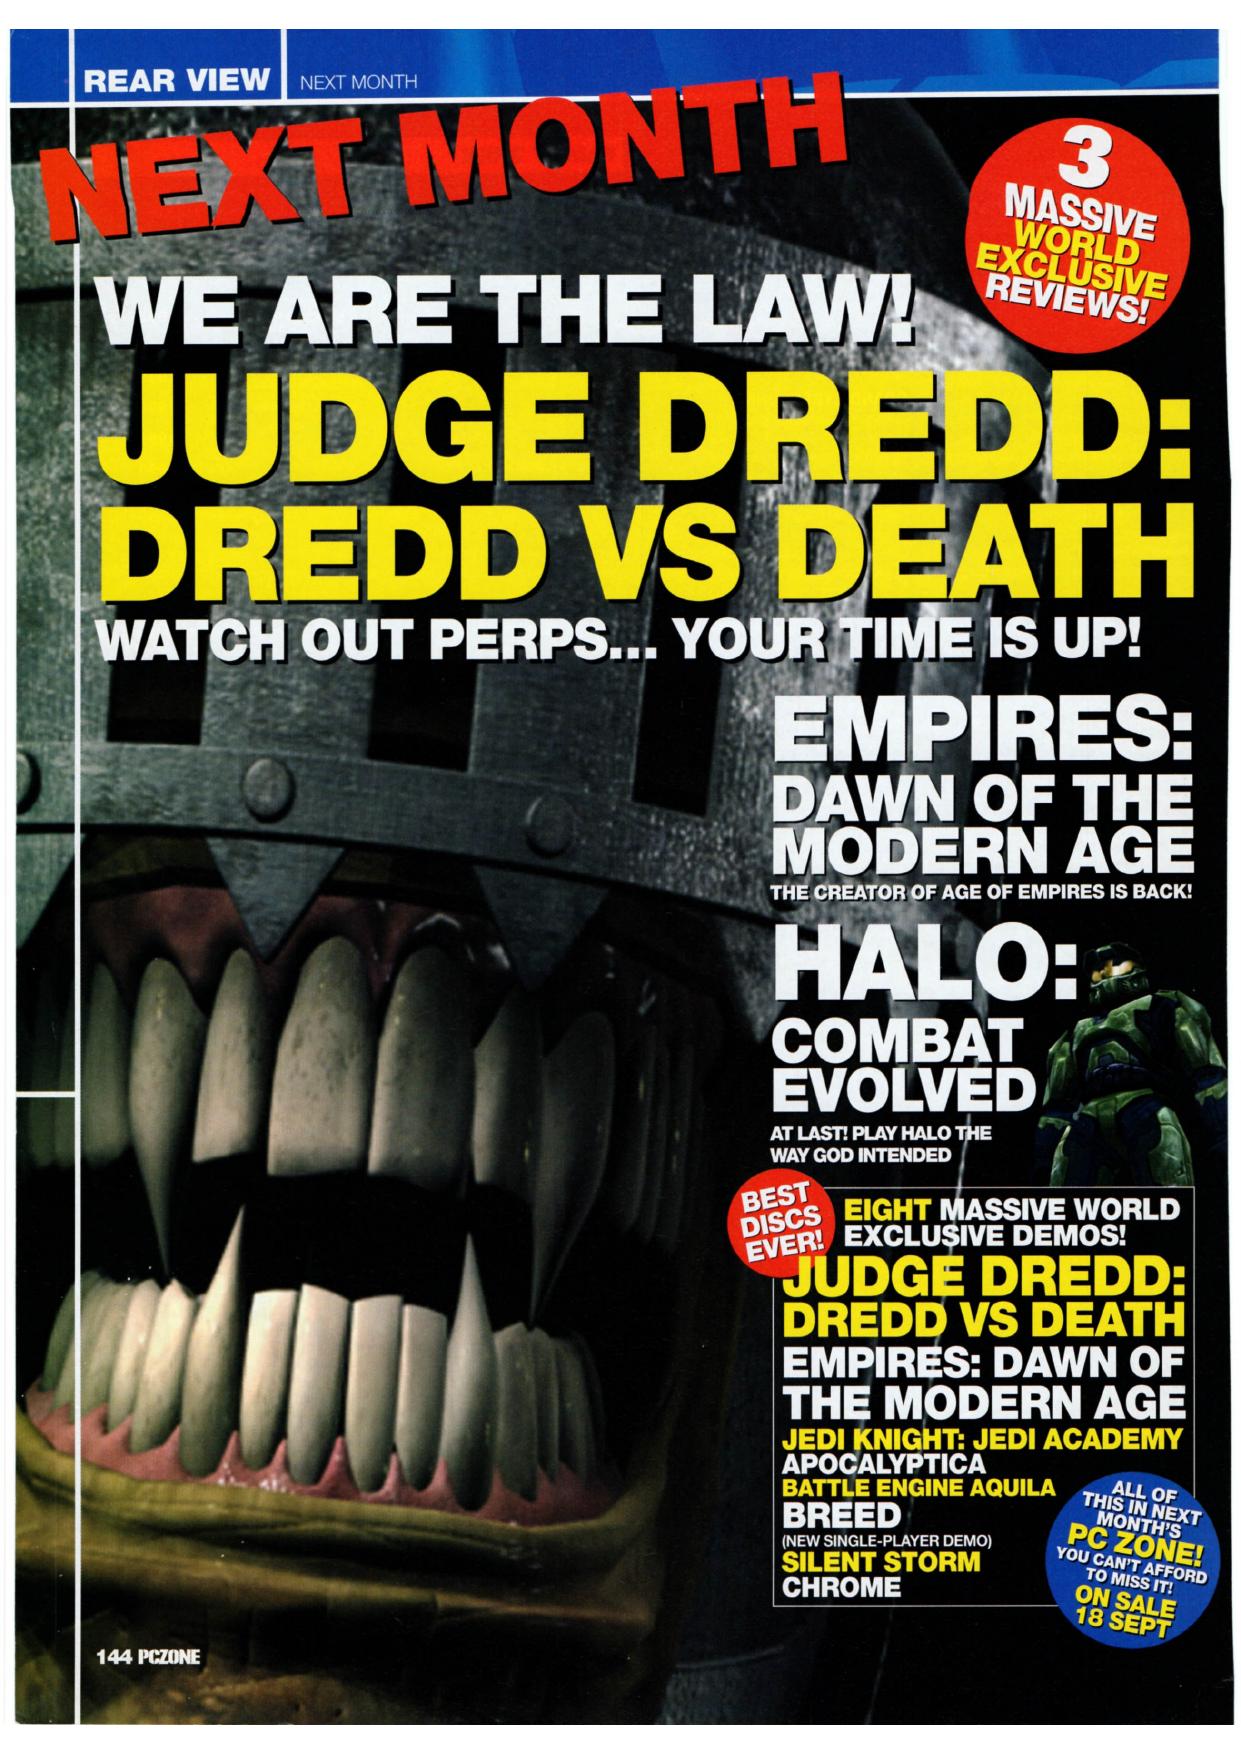 REAR VIEW
NEXT MONTH
NEXT MONTH
3
MASSIVE
WORLD
EXCLUSIVE
REVIEWS!
WE ARE THE LAW!
JUDGE DREDD:
DREDD VS DEATH
WATCH OUT PERPS... YOUR TIME IS UP!
EMPIRES:
DAWN OF THE
MODERN AGE
THE CREATOR OF AGE OF EMPIRES IS BACK!
HALO:
COMBAT
EVOLVED
AT LAST! PLAY HALO THE
WAY GOD INTENDED
BEST
DISCS
EVER!
EIGHT MASSIVE WORLD
EXCLUSIVE DEMOS!
JUDGE DREDD:
DREDD VS DEATH
EMPIRES: DAWN OF
THE MODERN AGE
JEDI KNIGHT: JEDI ACADEMY
APOCALYPTICA
BATTLE ENGINE AQUILA
BREED
(NEW SINGLE-PLAYER DEMO)
SILENT STORM
CHROME
ALL OF
THIS IN NEXT
MONTH'S
PC ZONE!
YOU CAN'T AFFORD
TO MISS IT!
ON SALE
18 SEPT
144 PCZONE